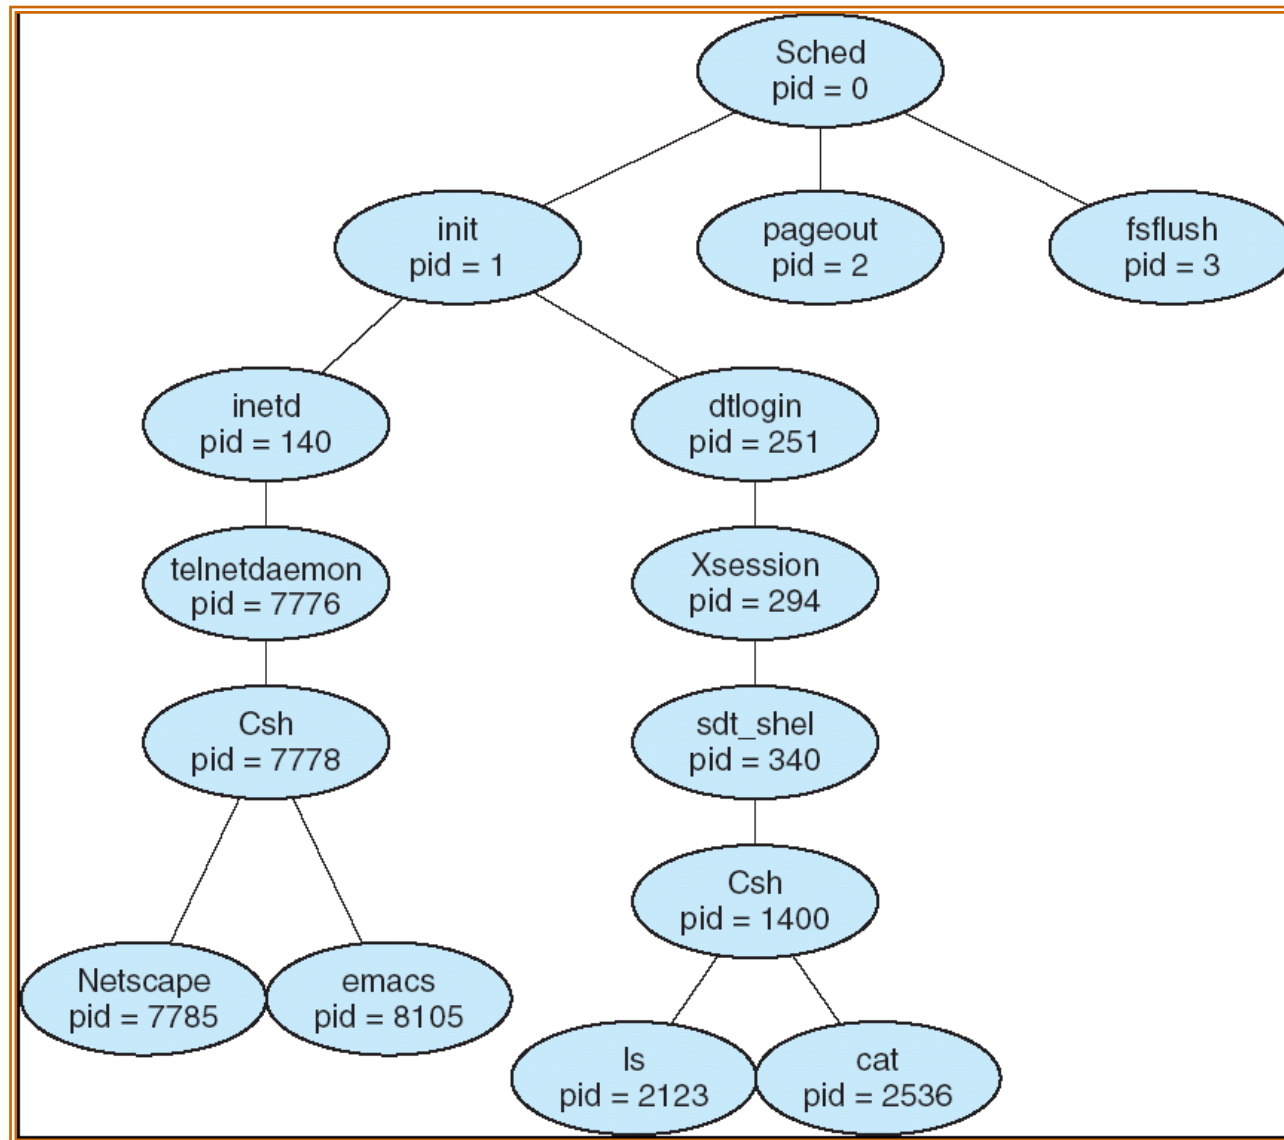 Sched
pid = 0
init
pid = 1
pageout
pid = 2
fsflush
pid = 3
inetd
pid = 140
dtlogin
pid = 251
telnetdaemon
pid = 7776
Xsession
pid = 294
Csh
pid = 7778
sdt_shel
pid = 340
Csh
pid = 1400
Netscape
pid = 7785
emacs
pid = 8105
ls
pid = 2123
cat
pid = 2536